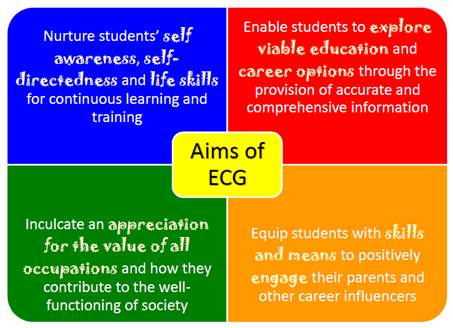 Nurture students’ self
awareness, self-
directedness and life skills
for continuous learning and
training
Enable students to explore
viable education and
career options through the
provision of accurate and
comprehensive information
Aims of
ECG
Inculcate an appreciation
for the value of all
occupations and how they
contribute to the well-
functioning of society
Equip students with skills
and means to positively
engage their parents and
other career influencers